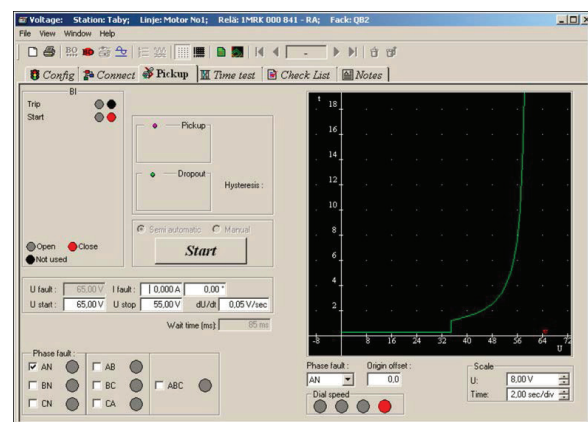 Voltage: Station: Taby; Linje: Motor No1; Relä: 1MRK 000 841 - RA; Fack: QB2
File View Window Help
Config Connect Pickup Time test Check List Notes
BI
Trip
Start
Open Close
Not used
Pickup
Dropout
Hysteresis :
Semi automatic Manual
Start
U fault : 65,00 V I fault : 0,000 A 0,00 °
U start : 65,00 V U stop 55,00 V dU/dt 0,05 V/sec
Wait time (ms): 85 ms
Phase fault :
AN AB
BN BC ABC
CN CA
t 18
16
14
12
10
8
6
4
2
-8 8 16 24 32 40 48 56 64 72
U
Phase fault : Origin offset :
AN 0,0
Dial speed
Scale
U: 8,00 V
Time: 2,00 sec/div